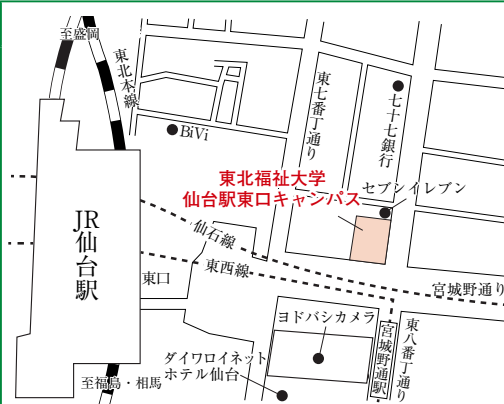 至盛岡
東北本線
東七番丁通り
七十七銀行
BiVi
東北福祉大学
仙台駅東口キャンパス
セブンイレブン
JR仙台駅
仙石線
東西線
東口
宮城野通り
ヨドバシカメラ
宮城野通駅
東八番丁通り
ダイワロイネット
ホテル仙台
至福島・相馬